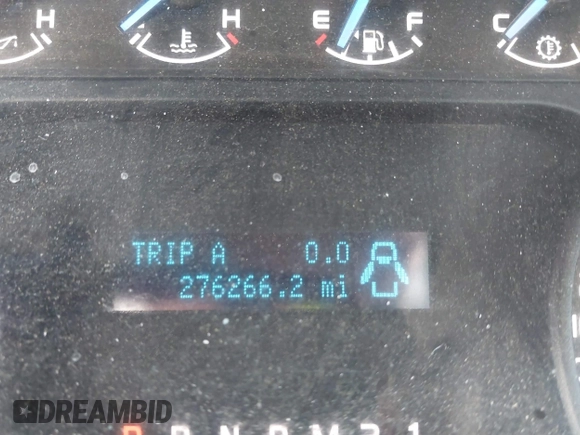 H H E F C
TRIP A 0.0
276266.2 mi
DREAMBID